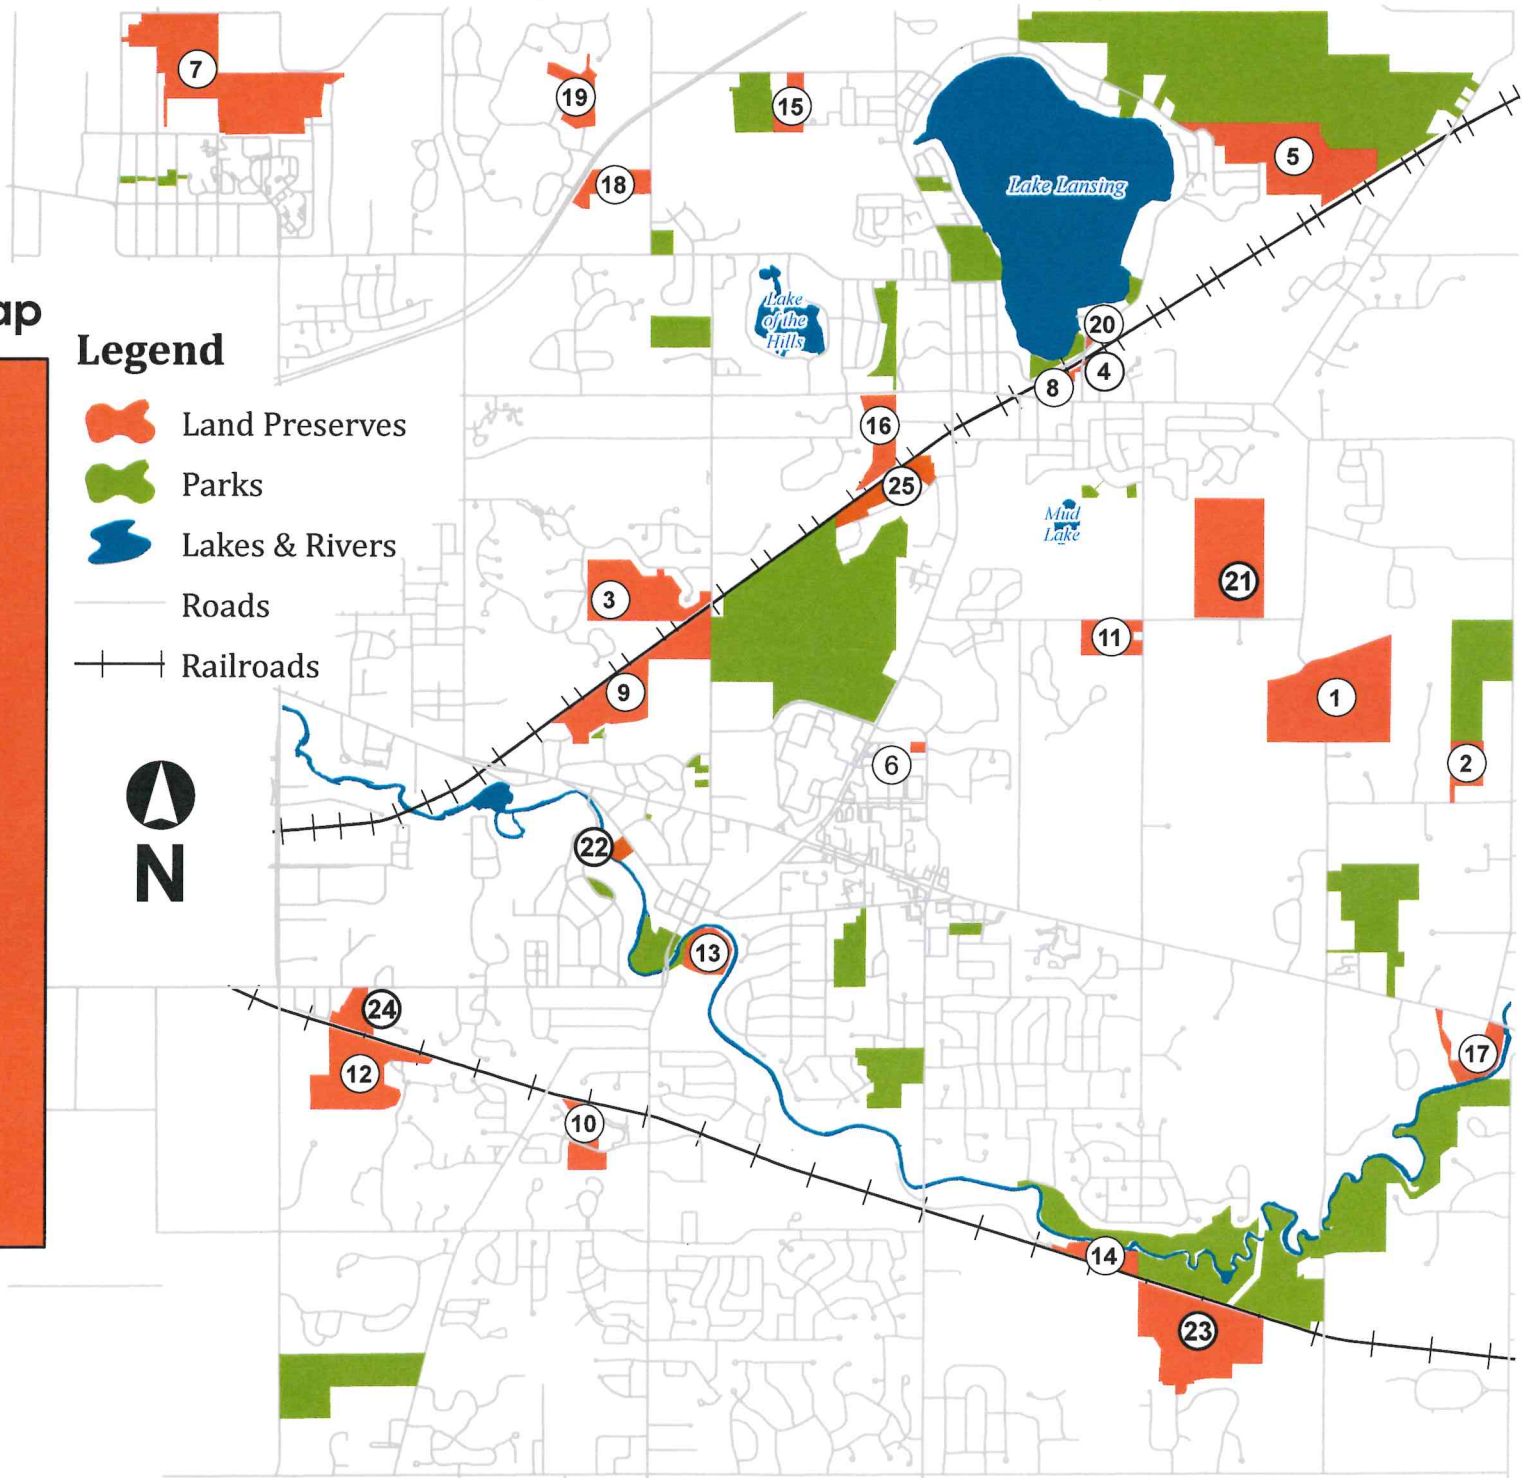 7
19
15
5
Lake Lansing
18
ap
Legend
Land Preserves
Parks
Lakes & Rivers
Roads
Railroads
N
Lake
of the
Hills
20
8
4
16
25
Mud
Lake
21
3
11
9
1
6
2
22
13
24
12
10
17
14
23